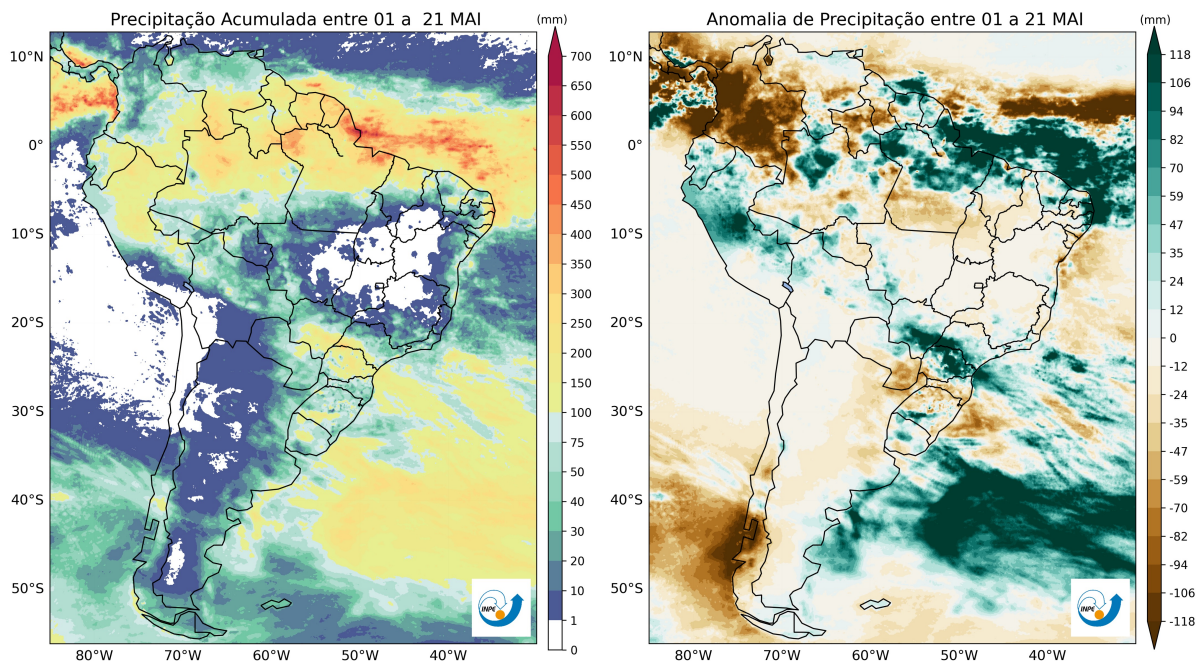 Precipitação Acumulada entre 01 a  21 MAI
(mm)
10°N
0°
10°S
20°S
30°S
40°S
50°S
80°W
70°W
60°W
50°W
40°W
700
650
600
550
500
450
400
350
300
250
200
150
100
75
50
40
30
20
10
1
0
INPE
Anomalia de Precipitação entre 01 a 21 MAI
(mm)
10°N
0°
10°S
20°S
30°S
40°S
50°S
80°W
70°W
60°W
50°W
40°W
118
106
94
82
70
59
47
35
24
12
0
-12
-24
-35
-47
-59
-70
-82
-94
-106
-118
INPE